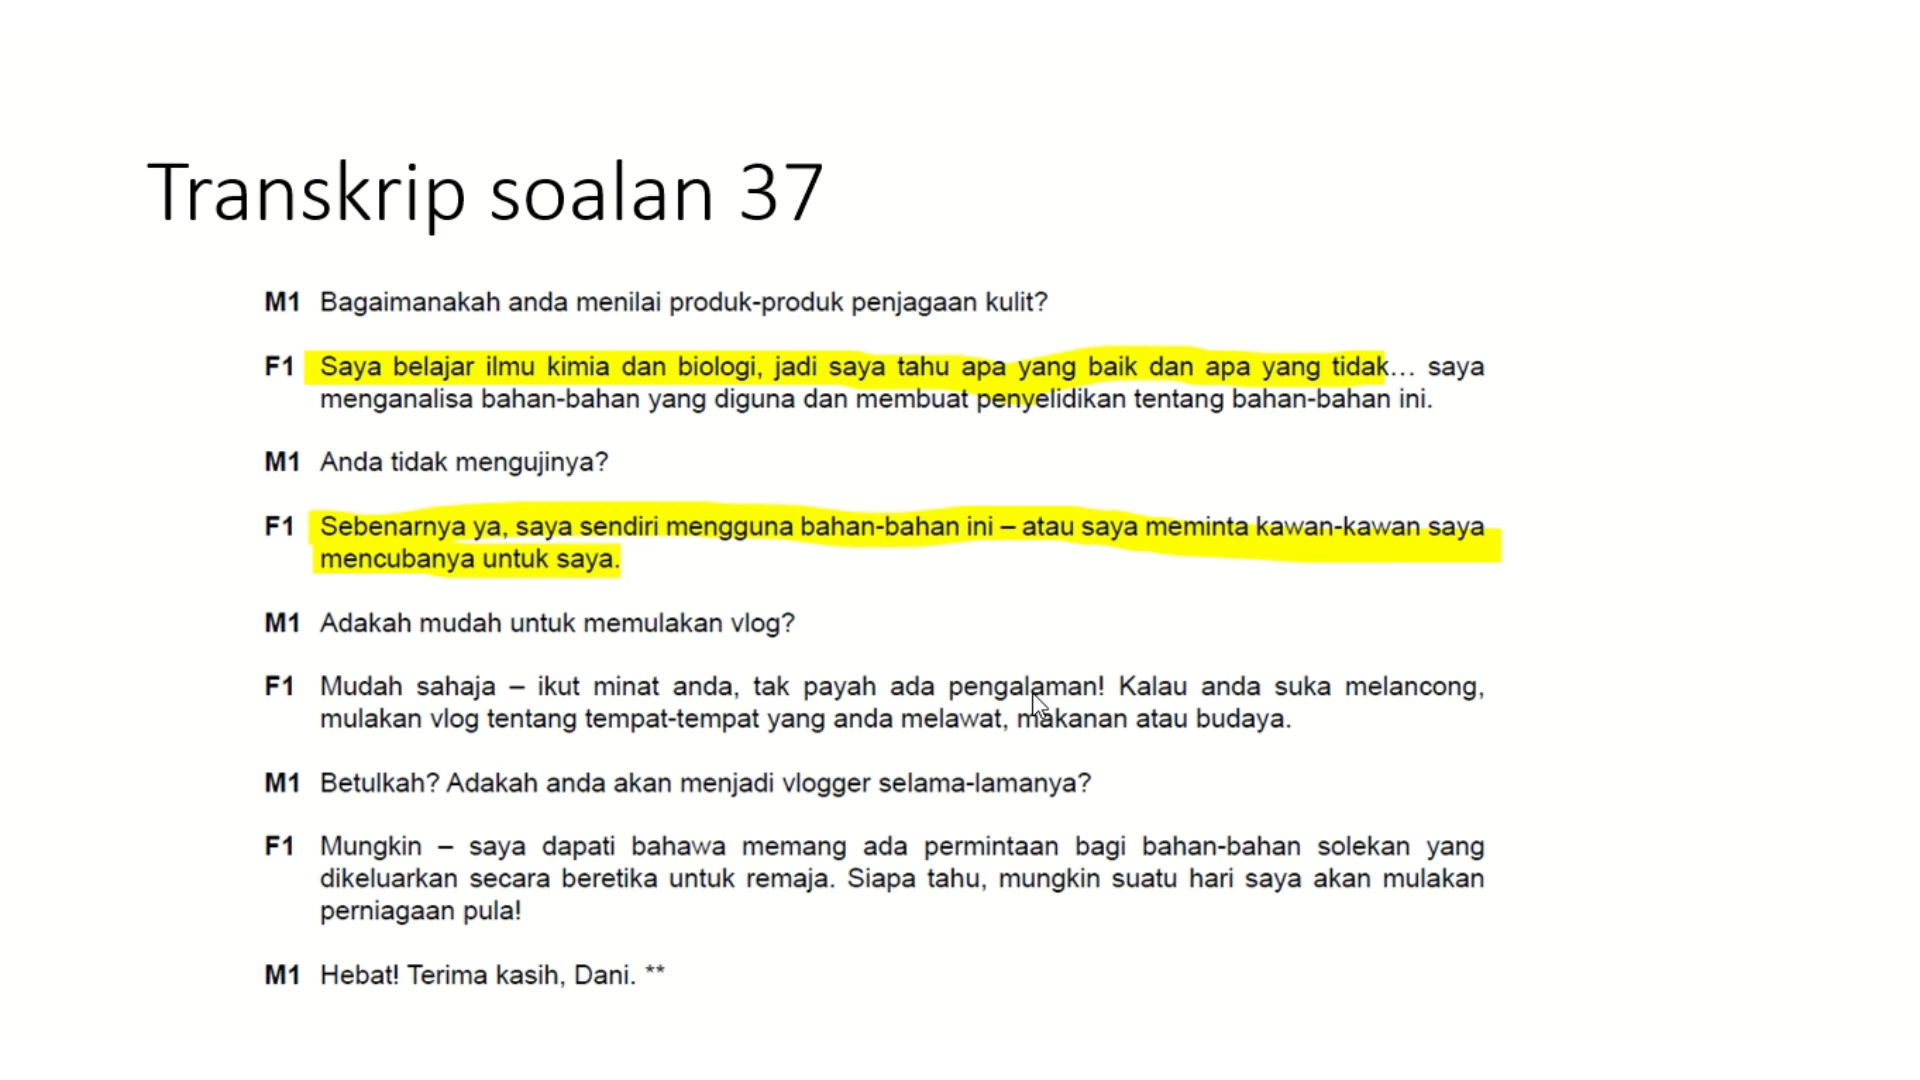 Transkrip soalan 37
M1 Bagaimanakah anda menilai produk-produk penjagaan kulit?
F1 Saya belajar ilmu kimia dan biologi, jadi saya tahu apa yang baik dan apa yang tidak… saya
menganalisa bahan-bahan yang diguna dan membuat penyelidikan tentang bahan-bahan ini.
M1 Anda tidak mengujinya?
F1 Sebenarnya ya, saya sendiri mengguna bahan-bahan ini – atau saya meminta kawan-kawan saya
mencubanya untuk saya.
M1 Adakah mudah untuk memulakan vlog?
F1 Mudah sahaja – ikut minat anda, tak payah ada pengalaman! Kalau anda suka melancong,
mulakan vlog tentang tempat-tempat yang anda melawat, makanan atau budaya.
M1 Betulkah? Adakah anda akan menjadi vlogger selama-lamanya?
F1 Mungkin – saya dapati bahawa memang ada permintaan bagi bahan-bahan solekan yang
dikeluarkan secara beretika untuk remaja. Siapa tahu, mungkin suatu hari saya akan mulakan
perniagaan pula!
M1 Hebat! Terima kasih, Dani. **